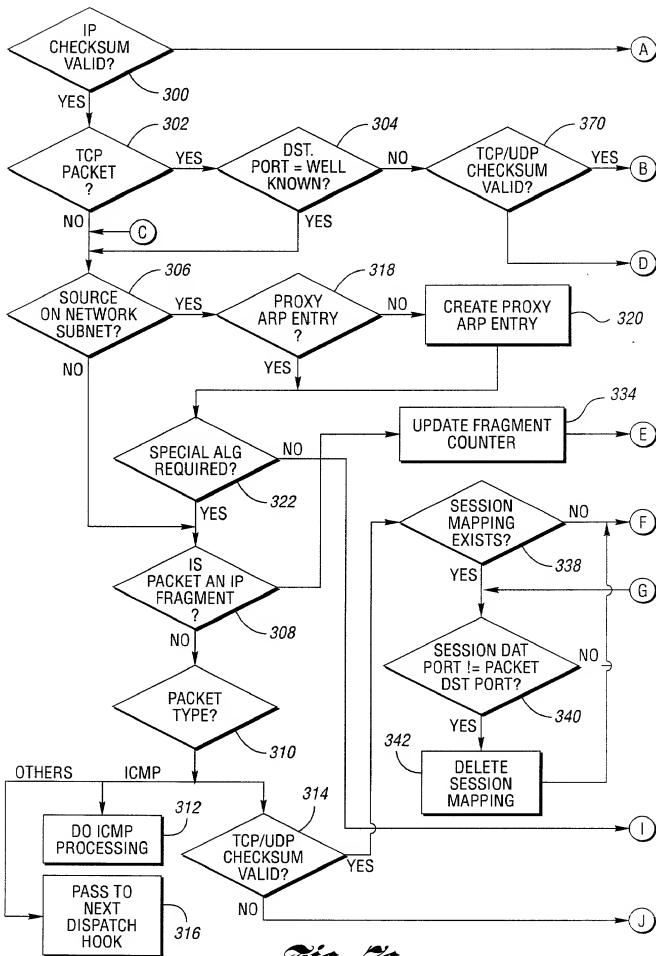 IP
CHECKSUM
VALID?
300
A
YES
302
TCP
PACKET
?
YES
304
DST.
PORT = WELL
KNOWN?
NO
370
TCP/UDP
CHECKSUM
VALID?
YES
B
NO
C
YES
D
306
SOURCE
ON NETWORK
SUBNET?
YES
318
PROXY
ARP ENTRY
?
NO
CREATE PROXY
ARP ENTRY
320
NO
YES
334
UPDATE FRAGMENT
COUNTER
E
SPECIAL ALG
REQUIRED?
NO
322
YES
SESSION
MAPPING
EXISTS?
NO
F
338
YES
G
IS
PACKET AN IP
FRAGMENT
?
308
NO
SESSION DAT
PORT != PACKET
DST PORT?
NO
340
YES
PACKET
TYPE?
310
342
DELETE
SESSION
MAPPING
OTHERS
ICMP
312
DO ICMP
PROCESSING
314
TCP/UDP
CHECKSUM
VALID?
YES
I
NO
J
PASS TO
NEXT
DISPATCH
HOOK
316